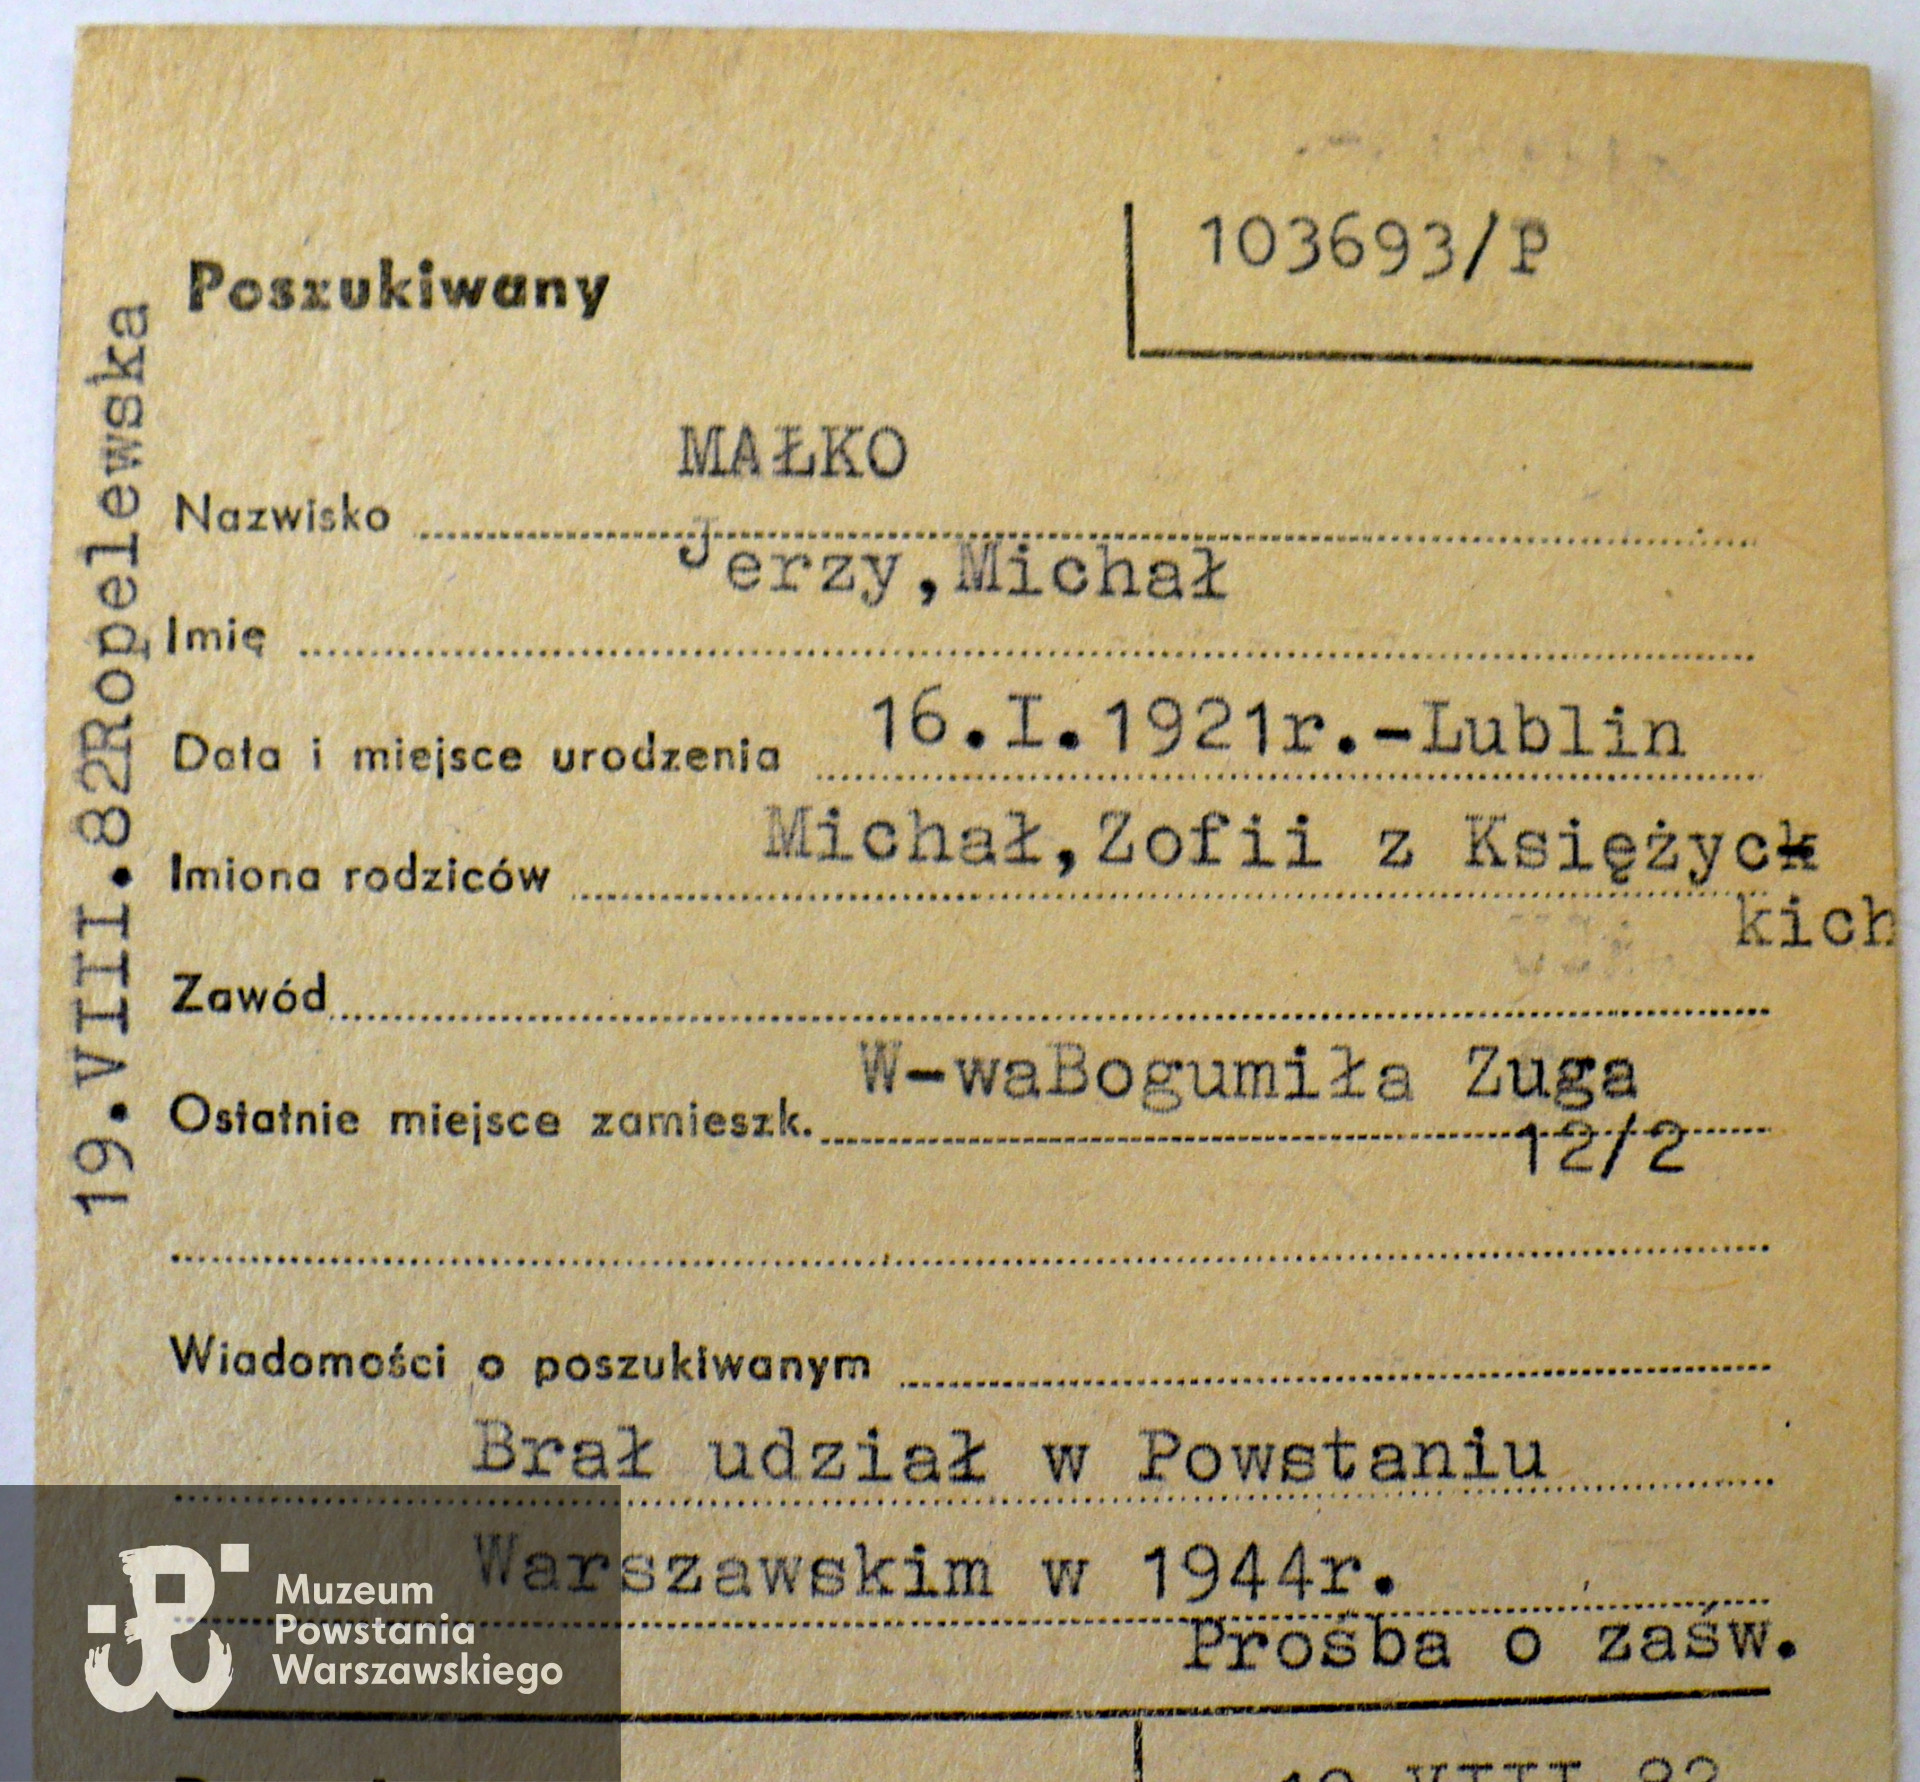 103693/P
Poszukiwany
MAŁKO
Nazwisko
Jerzy,Michał
Imię
Data i miejsce urodzenia 16.I.1921r.-Lublin
Imiona rodziców Michał,Zofii z Księżyck
kich
Zawód
Ostatnie miejsce zamieszk. W-waBogumiła Zuga
12/2
Wiadomości o poszukiwanym
Brał udział w Powstaniu
Warszawskim w 1944r.
Prośba o zaśw.
19.VIII.82Ropelewska
Muzeum
Powstania
Warszawskiego